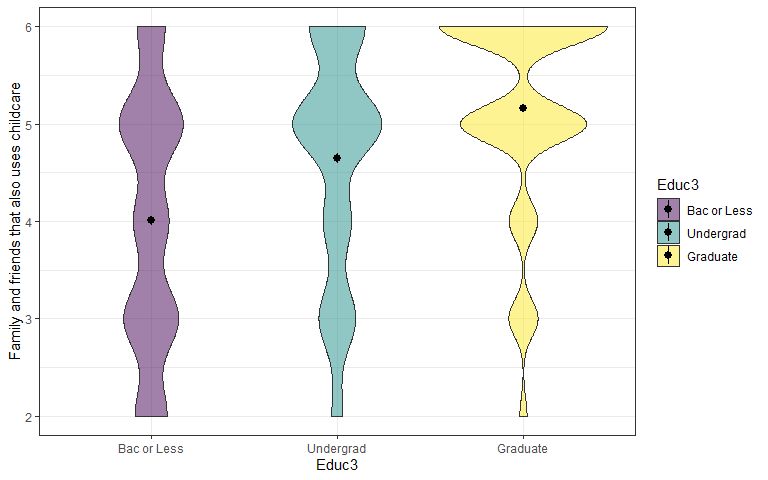 Family and friends that also uses childcare
6
5
4
3
2
Bac or Less
Undergrad
Graduate
Educ3
Educ3
Bac or Less
Undergrad
Graduate